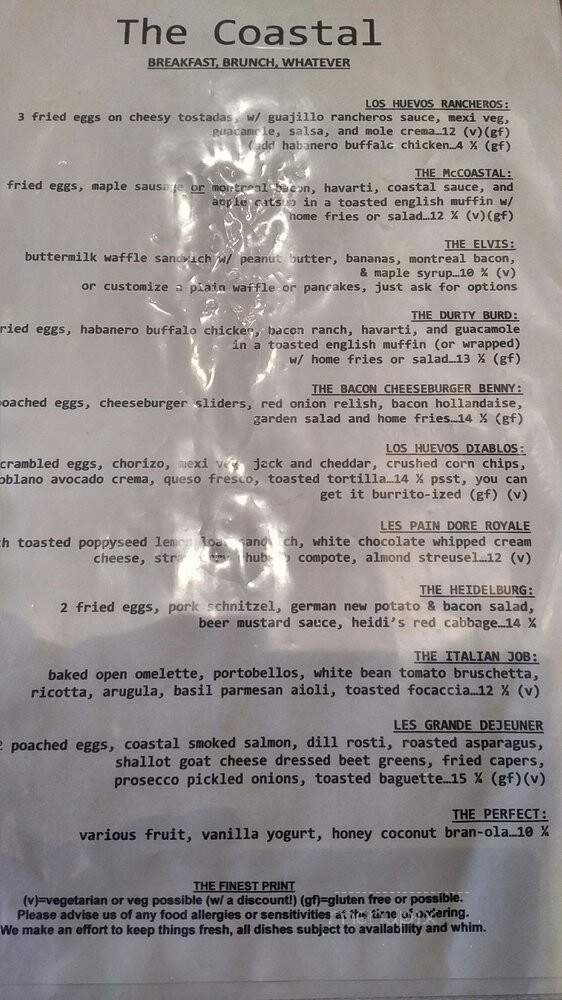 The Coastal
BREAKFAST, BRUNCH, WHATEVER
LOS HUEVOS RANCHEROS:
3 fried eggs on cheesy tostadas, w/ guajillo rancheros sauce, mexi veg,
guacamole, salsa, and mole crema…12 (v)(gf)
(add habanero buffalo chicken…4 ½ (gf)
THE McCOASTAL:
fried eggs, maple sausage or montreal bacon, havarti, coastal sauce, and
apple catsup in a toasted english muffin w/
home fries or salad…12 ½ (v)(gf)
THE ELVIS:
buttermilk waffle sandwich w/ peanut butter, bananas, montreal bacon,
& maple syrup…10 ½ (v)
or customize a plain waffle or pancakes, just ask for options
THE DURTY BURD:
ried eggs, habanero buffalo chicken, bacon ranch, havarti, and guacamole
in a toasted english muffin (or wrapped)
w/ home fries or salad…13 ½ (gf)
THE BACON CHEESEBURGER BENNY:
oached eggs, cheeseburger sliders, red onion relish, bacon hollandaise,
garden salad and home fries…14 ½ (gf)
LOS HUEVOS DIABLOS:
crambled eggs, chorizo, mexi veg, jack and cheddar, crushed corn chips,
oblano avocado crema, queso fresco, toasted tortilla…14 ½ psst, you can
get it burrito-ized (gf) (v)
LES PAIN DORE ROYALE
h toasted poppyseed lemon loaf sandwich, white chocolate whipped cream
cheese, strawberry rhubarb compote, almond streusel…12 (v)
THE HEIDELBURG:
2 fried eggs, pork schnitzel, german new potato & bacon salad,
beer mustard sauce, heidi's red cabbage…14 ½
THE ITALIAN JOB:
baked open omelette, portobellos, white bean tomato bruschetta,
ricotta, arugula, basil parmesan aioli, toasted focaccia…12 ½ (v)
LES GRANDE DEJEUNER
2 poached eggs, coastal smoked salmon, dill rosti, roasted asparagus,
shallot goat cheese dressed beet greens, fried capers,
prosecco pickled onions, toasted baguette…15 ½ (gf)(v)
THE PERFECT:
various fruit, vanilla yogurt, honey coconut bran-ola…10 ½
THE FINEST PRINT
(v)=vegetarian or veg possible (w/ a discount!) (gf)=gluten free or possible.
Please advise us of any food allergies or sensitivities at the time of ordering.
We make an effort to keep things fresh, all dishes subject to availability and whim.